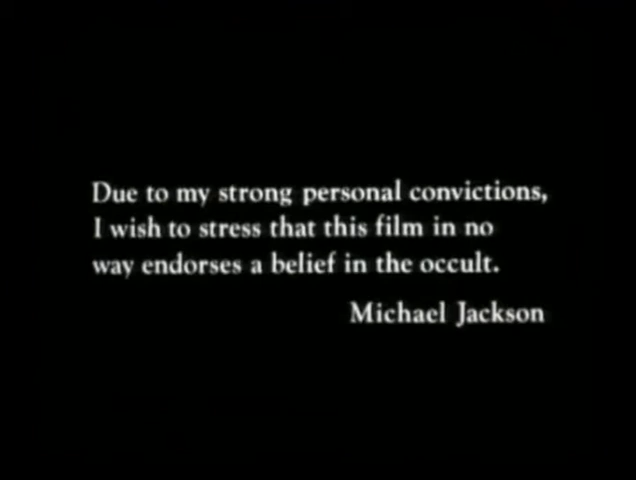 Due to my strong personal convictions,
I wish to stress that this film in no
way endorses a belief in the occult.
Michael Jackson